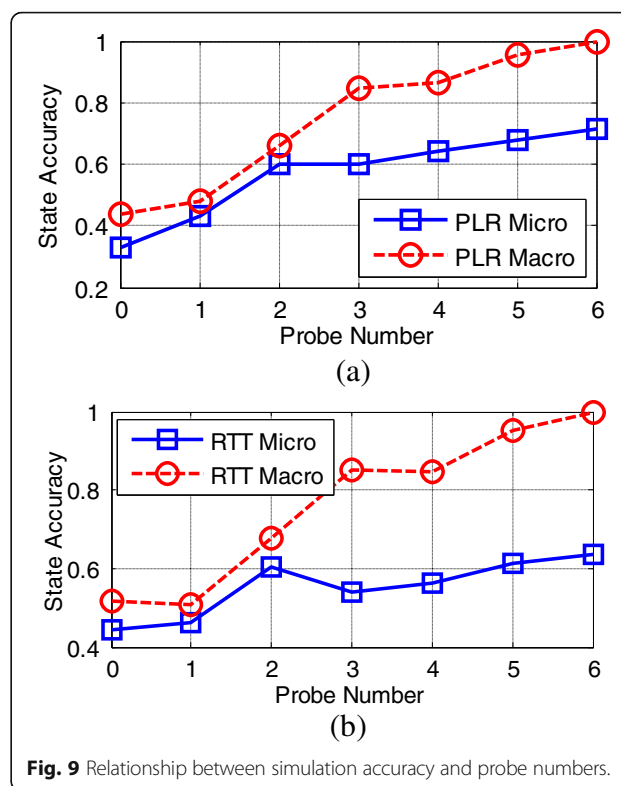 1
0.8
0.6
0.4
0.2
State Accuracy
PLR Micro
PLR Macro
0 1 2 3 4 5 6
Probe Number
(a)
1
0.8
0.6
0.4
State Accuracy
RTT Micro
RTT Macro
0 1 2 3 4 5 6
Probe Number
(b)
Fig. 9 Relationship between simulation accuracy and probe numbers.